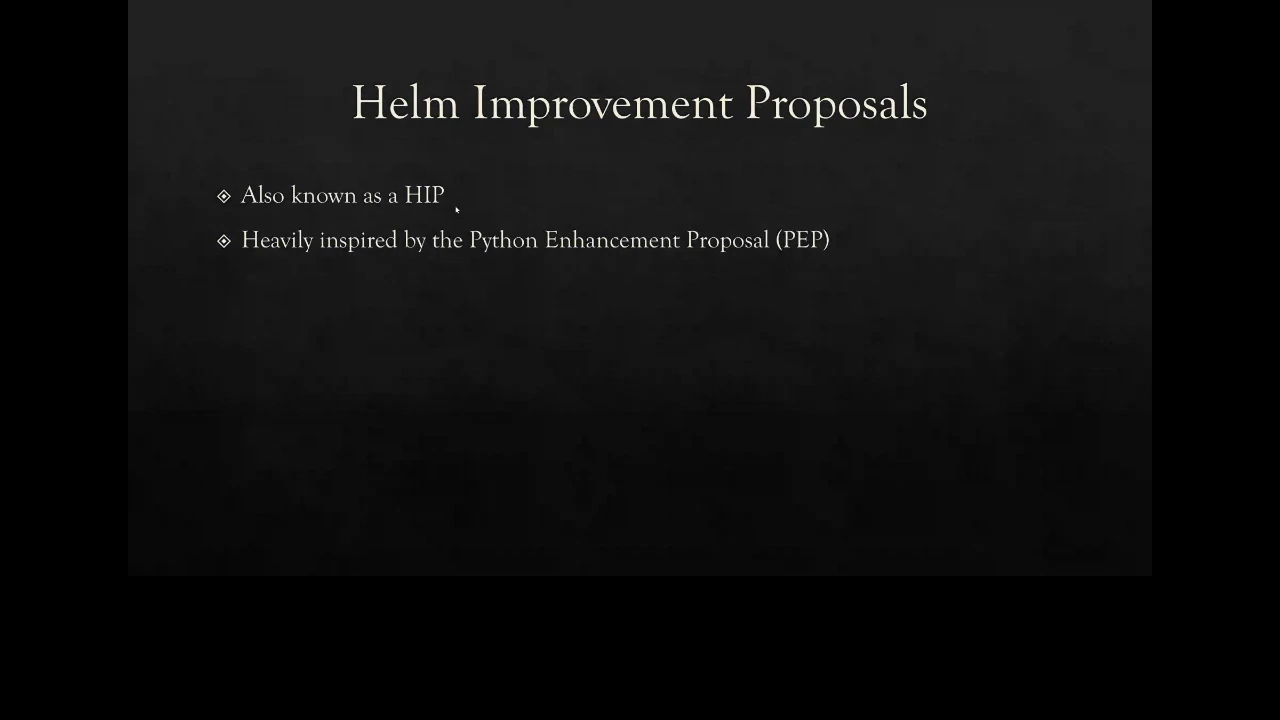 Helm Improvement Proposals
Also known as a HIP
Heavily inspired by the Python Enhancement Proposal (PEP)